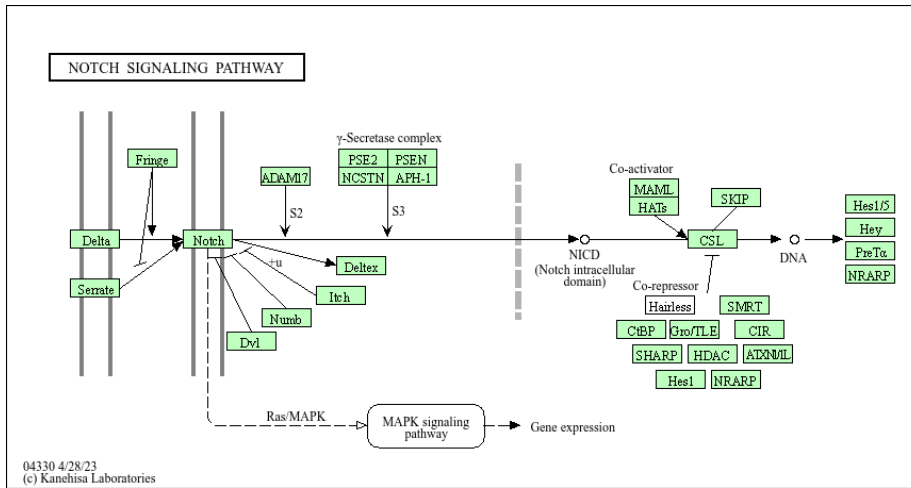 NOTCH SIGNALING PATHWAY
γ-Secretase complex
Fringe
PSE2 PSEN
ADAM17
NCSTN APH-1
Co-activator
MAML
HATs
SKIP
Hes1/5
S2
S3
Delta
Notch
CSL
Hey
NICD
(Notch intracellular
domain)
DNA
PreTα
+u
Deltex
NRARP
Serrate
Itch
Co-repressor
Hairless
SMRT
Numb
CtBP Gro/TLE CIR
Dvl
SHARP HDAC ATXN1/1L
Hes1 NRARP
Ras/MAPK
MAPK signaling
pathway
Gene expression
04330 4/28/23
(c) Kanehisa Laboratories